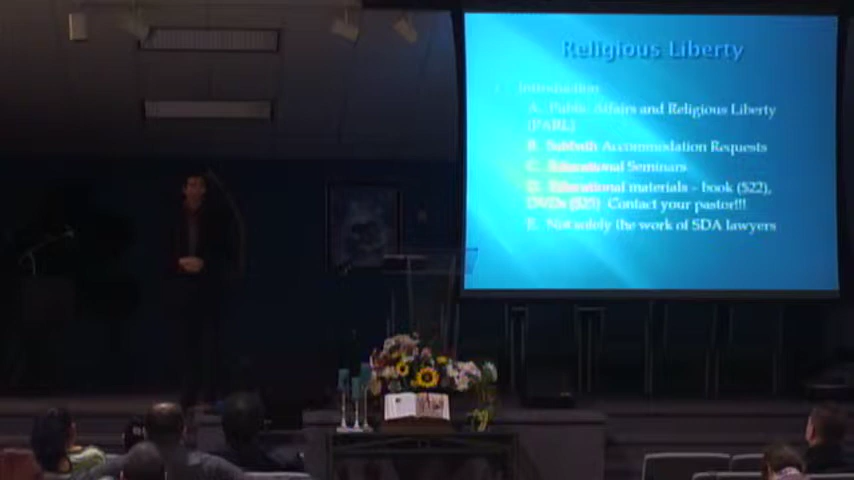 Religious Liberty
Introduction
A. Public Affairs and Religious Liberty
(PARL)
B. Sabbath Accommodation Requests
C. Educational Seminars
D. Educational materials - book ($22),
DVDs ($25) Contact your pastor!!!
E. Not solely the work of SDA lawyers